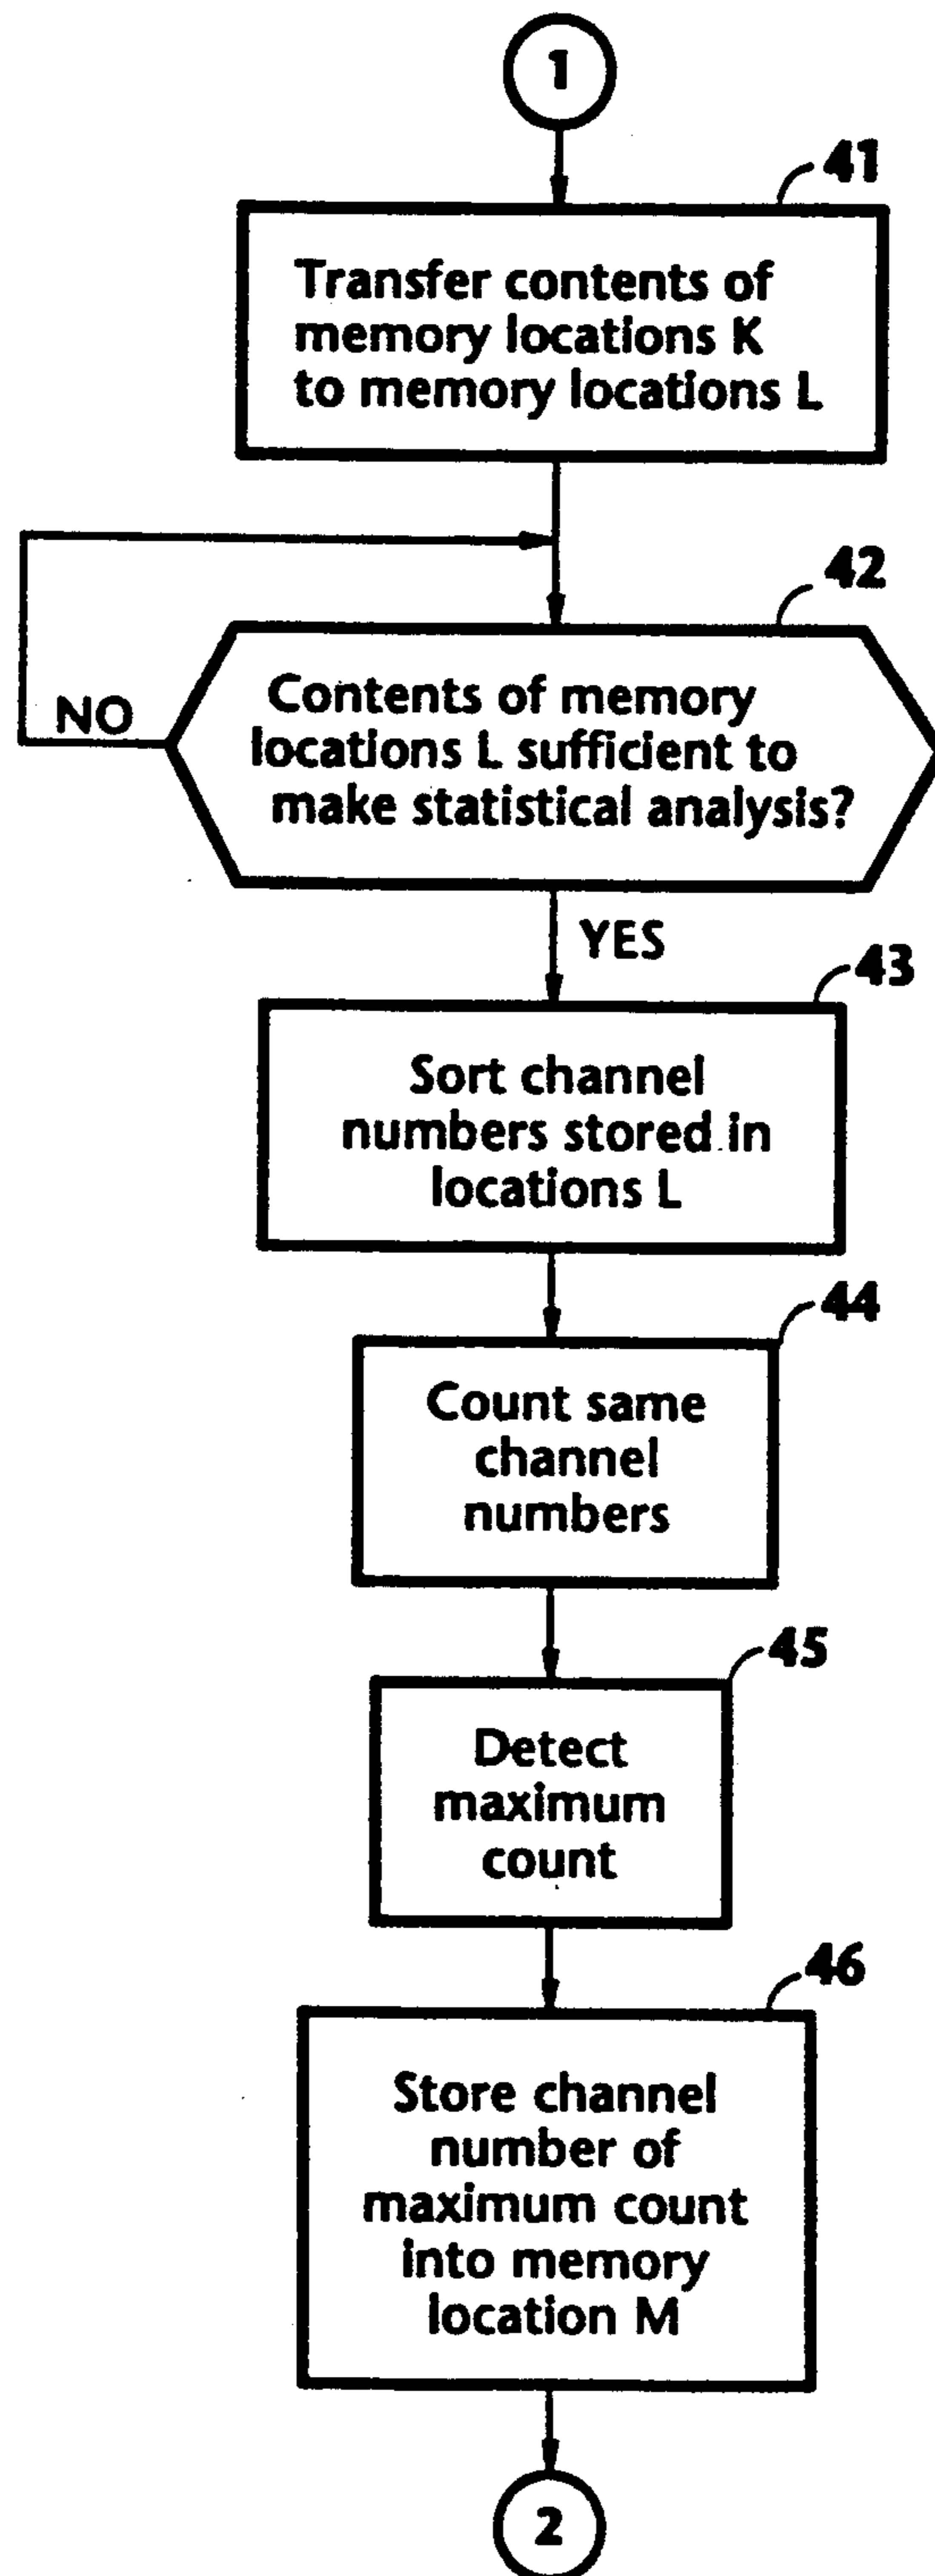 1
41
Transfer contents of
memory locations K
to memory locations L
42
Contents of memory
locations L sufficient to
make statistical analysis?
NO
YES
43
Sort channel
numbers stored in
locations L
44
Count same
channel
numbers
45
Detect
maximum
count
46
Store channel
number of
maximum count
into memory
location M
2